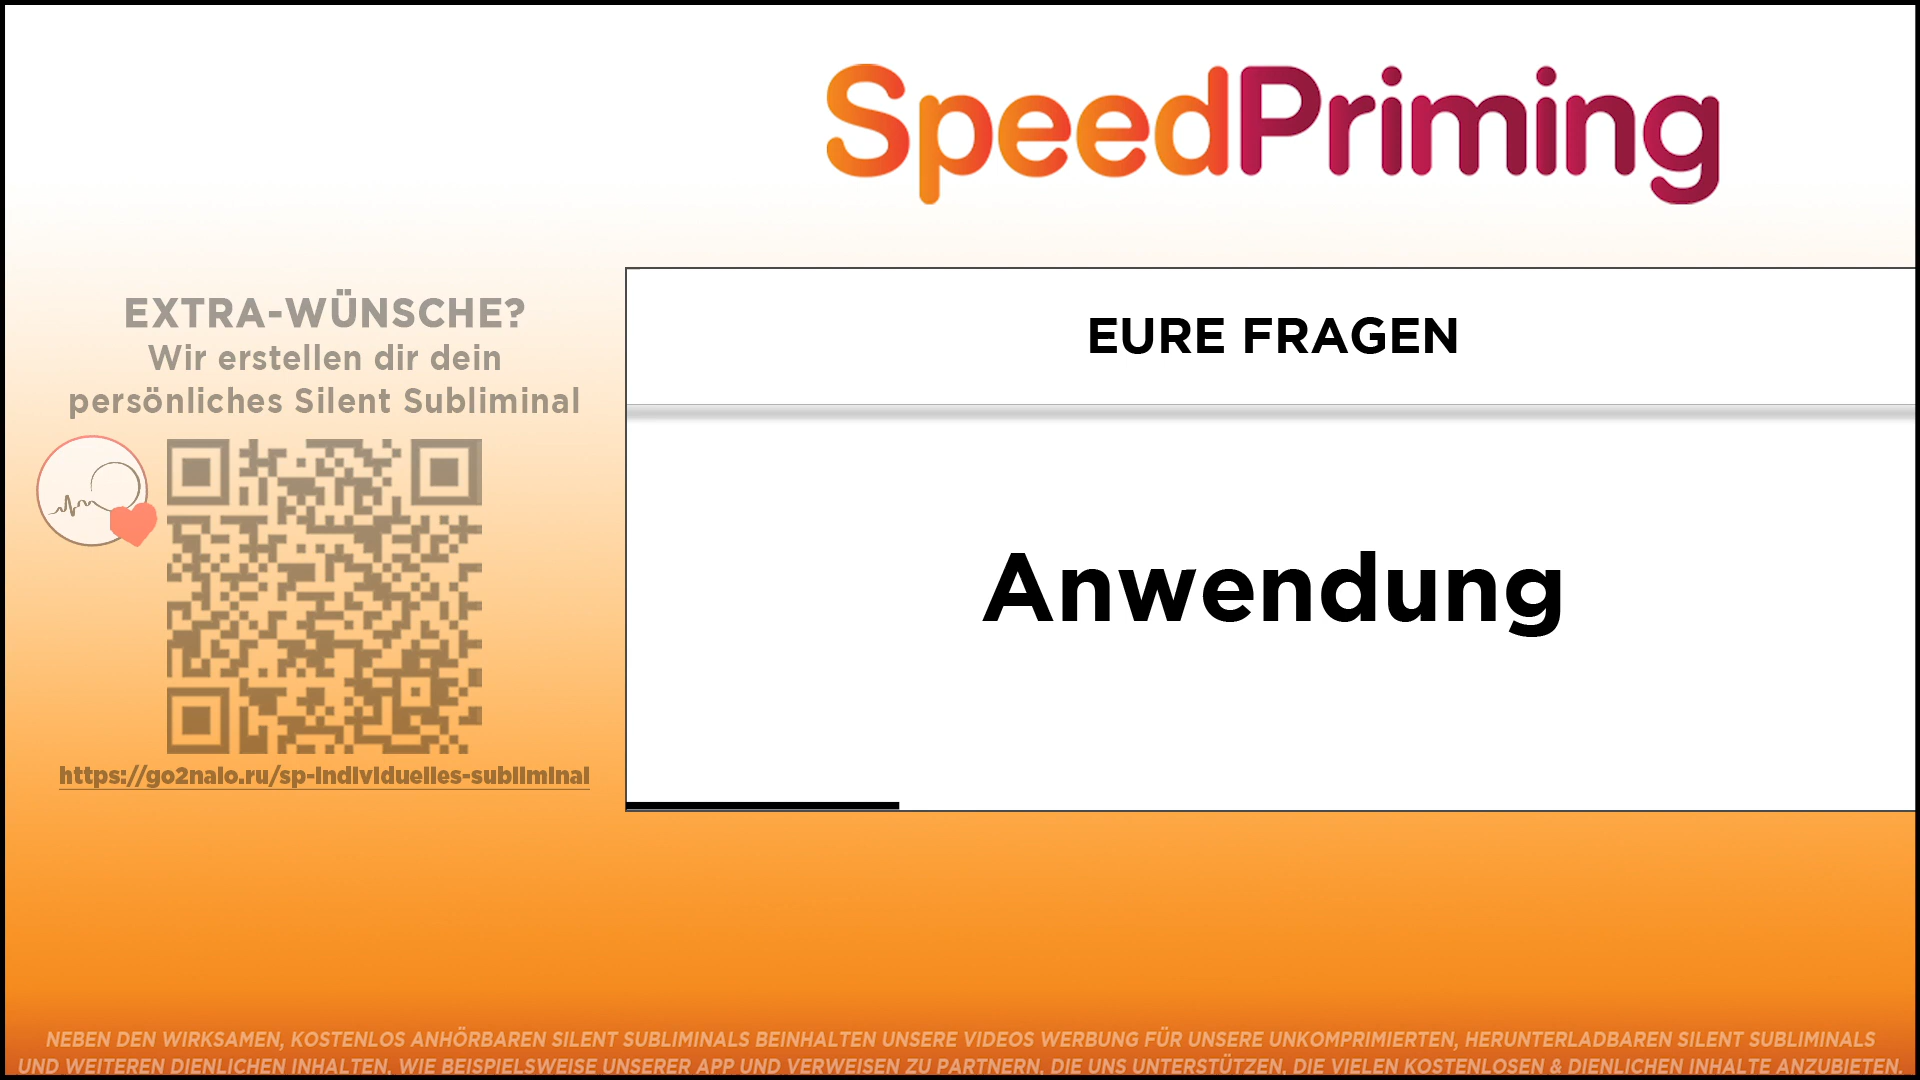 SpeedPriming
EXTRA-WÜNSCHE?
Wir erstellen dir dein
persönliches Silent Subliminal
https://go2nalo.ru/sp-individuelles-subliminal
EURE FRAGEN
Anwendung
NEBEN DEN WIRKSAMEN, KOSTENLOS ANHÖRBAREN SILENT SUBLIMINALS BEINHALTEN UNSERE VIDEOS WERBUNG FÜR UNSERE UNKOMPRIMIERTEN, HERUNTERLADBAREN SILENT SUBLIMINALS
UND WEITEREN DIENLICHEN INHALTEN, WIE BEISPIELSWEISE UNSERER APP UND VERWEISEN ZU PARTNERN, DIE UNS UNTERSTÜTZEN, DIE VIELEN KOSTENLOSEN & DIENLICHEN INHALTE ANZUBIETEN.